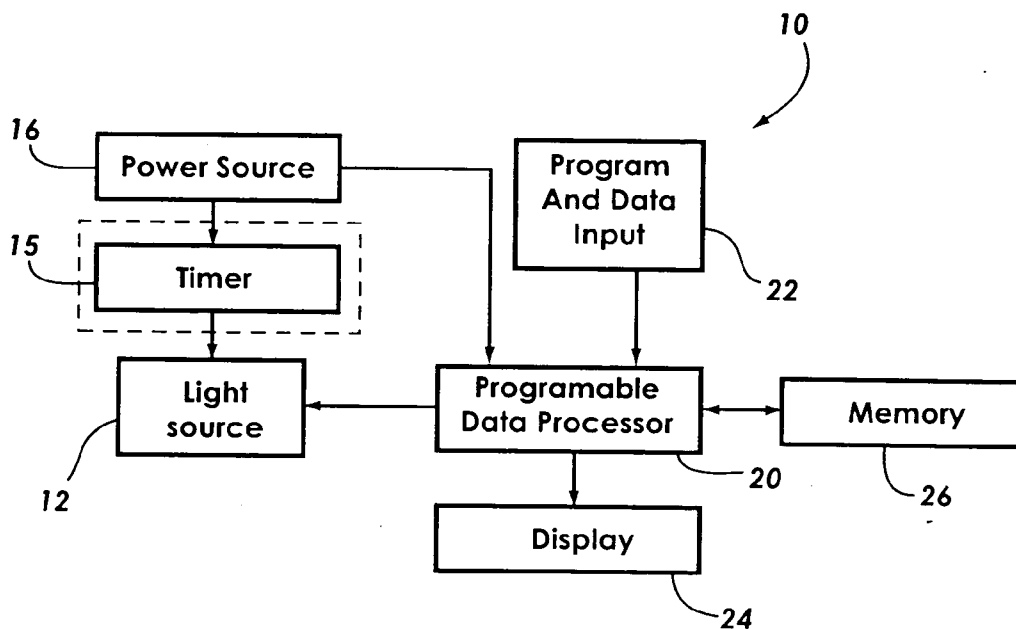 10
16
Power Source
Program
And Data
Input
15
Timer
22
Light
source
Programable
Data Processor
Memory
12
20
26
Display
24